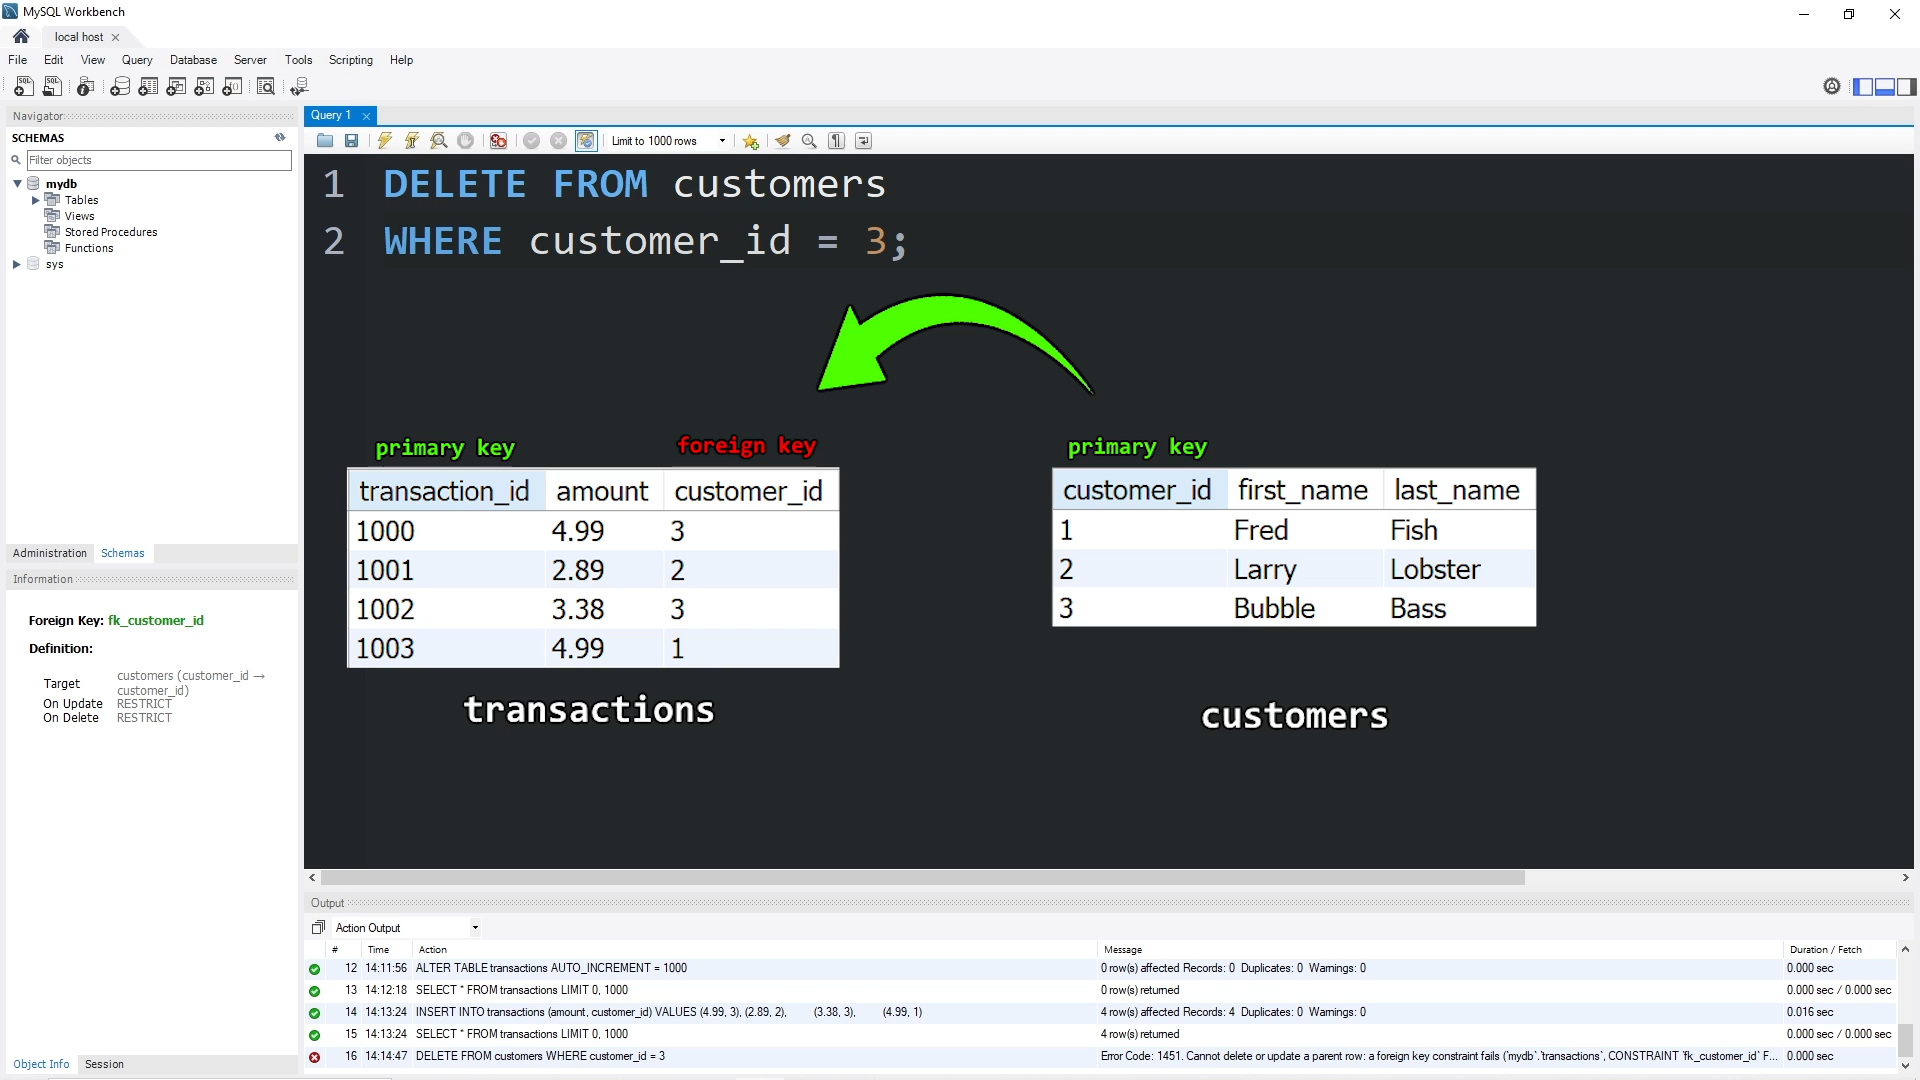 MySQL Workbench
local host
File Edit View Query Database Server Tools Scripting Help
Navigator
SCHEMAS
Filter objects
mydb
Tables
Views
Stored Procedures
Functions
sys
Administration Schemas
Information
Foreign Key: fk_customer_id
Definition:
Target customers (customer_id → customer_id)
On Update RESTRICT
On Delete RESTRICT
Object Info Session
Query 1
Limit to 1000 rows
1 DELETE FROM customers
2 WHERE customer_id = 3;
primary key foreign key
transaction_id amount customer_id
1000 4.99 3
1001 2.89 2
1002 3.38 3
1003 4.99 1
transactions
primary key
customer_id first_name last_name
1 Fred Fish
2 Larry Lobster
3 Bubble Bass
customers
Output
Action Output
# Time Action Message Duration / Fetch
12 14:11:56 ALTER TABLE transactions AUTO_INCREMENT = 1000 0 row(s) affected Records: 0 Duplicates: 0 Warnings: 0 0.000 sec
13 14:12:18 SELECT * FROM transactions LIMIT 0, 1000 0 row(s) returned 0.000 sec / 0.000 sec
14 14:13:24 INSERT INTO transactions (amount, customer_id) VALUES (4.99, 3), (2.89, 2), (3.38, 3), (4.99, 1) 4 row(s) affected Records: 4 Duplicates: 0 Warnings: 0 0.016 sec
15 14:13:24 SELECT * FROM transactions LIMIT 0, 1000 4 row(s) returned 0.000 sec / 0.000 sec
16 14:14:47 DELETE FROM customers WHERE customer_id = 3 Error Code: 1451. Cannot delete or update a parent row: a foreign key constraint fails (`mydb`.`transactions`, CONSTRAINT `fk_customer_id` F... 0.000 sec